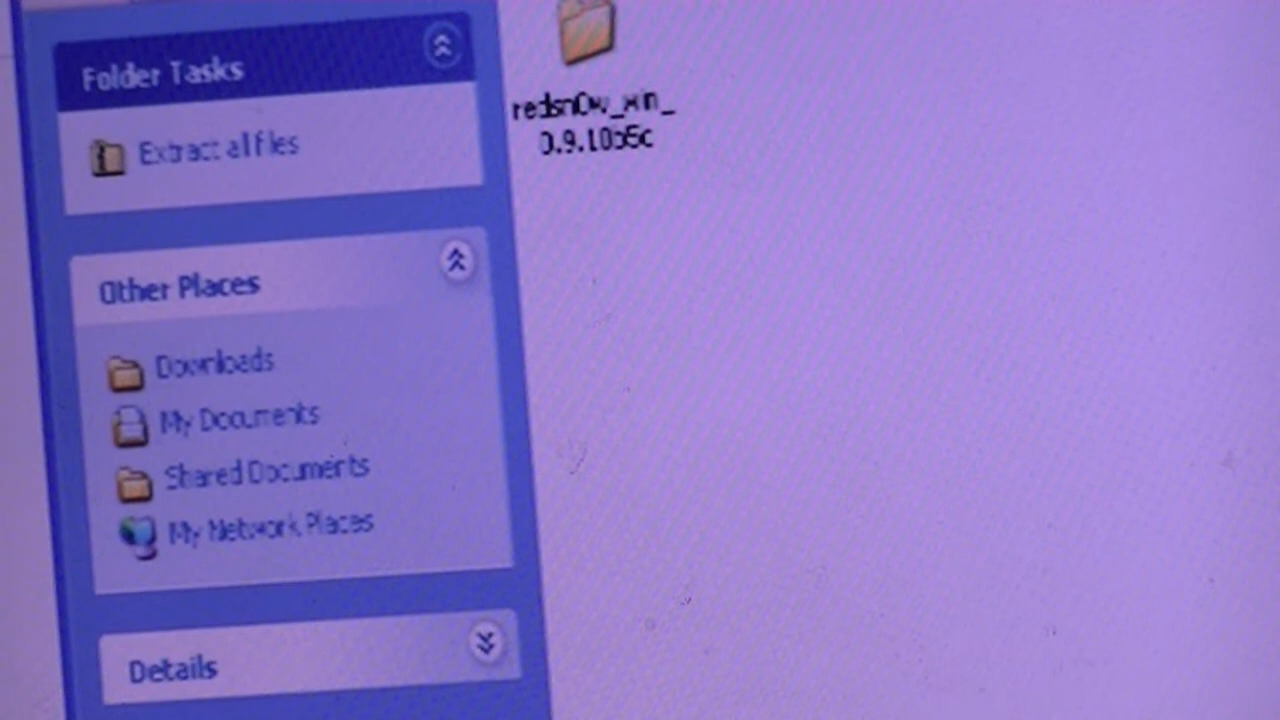 Folder Tasks
Extract all files
Other Places
Downloads
My Documents
Shared Documents
My Network Places
Details
redsn0w_win_
0.9.10b5c